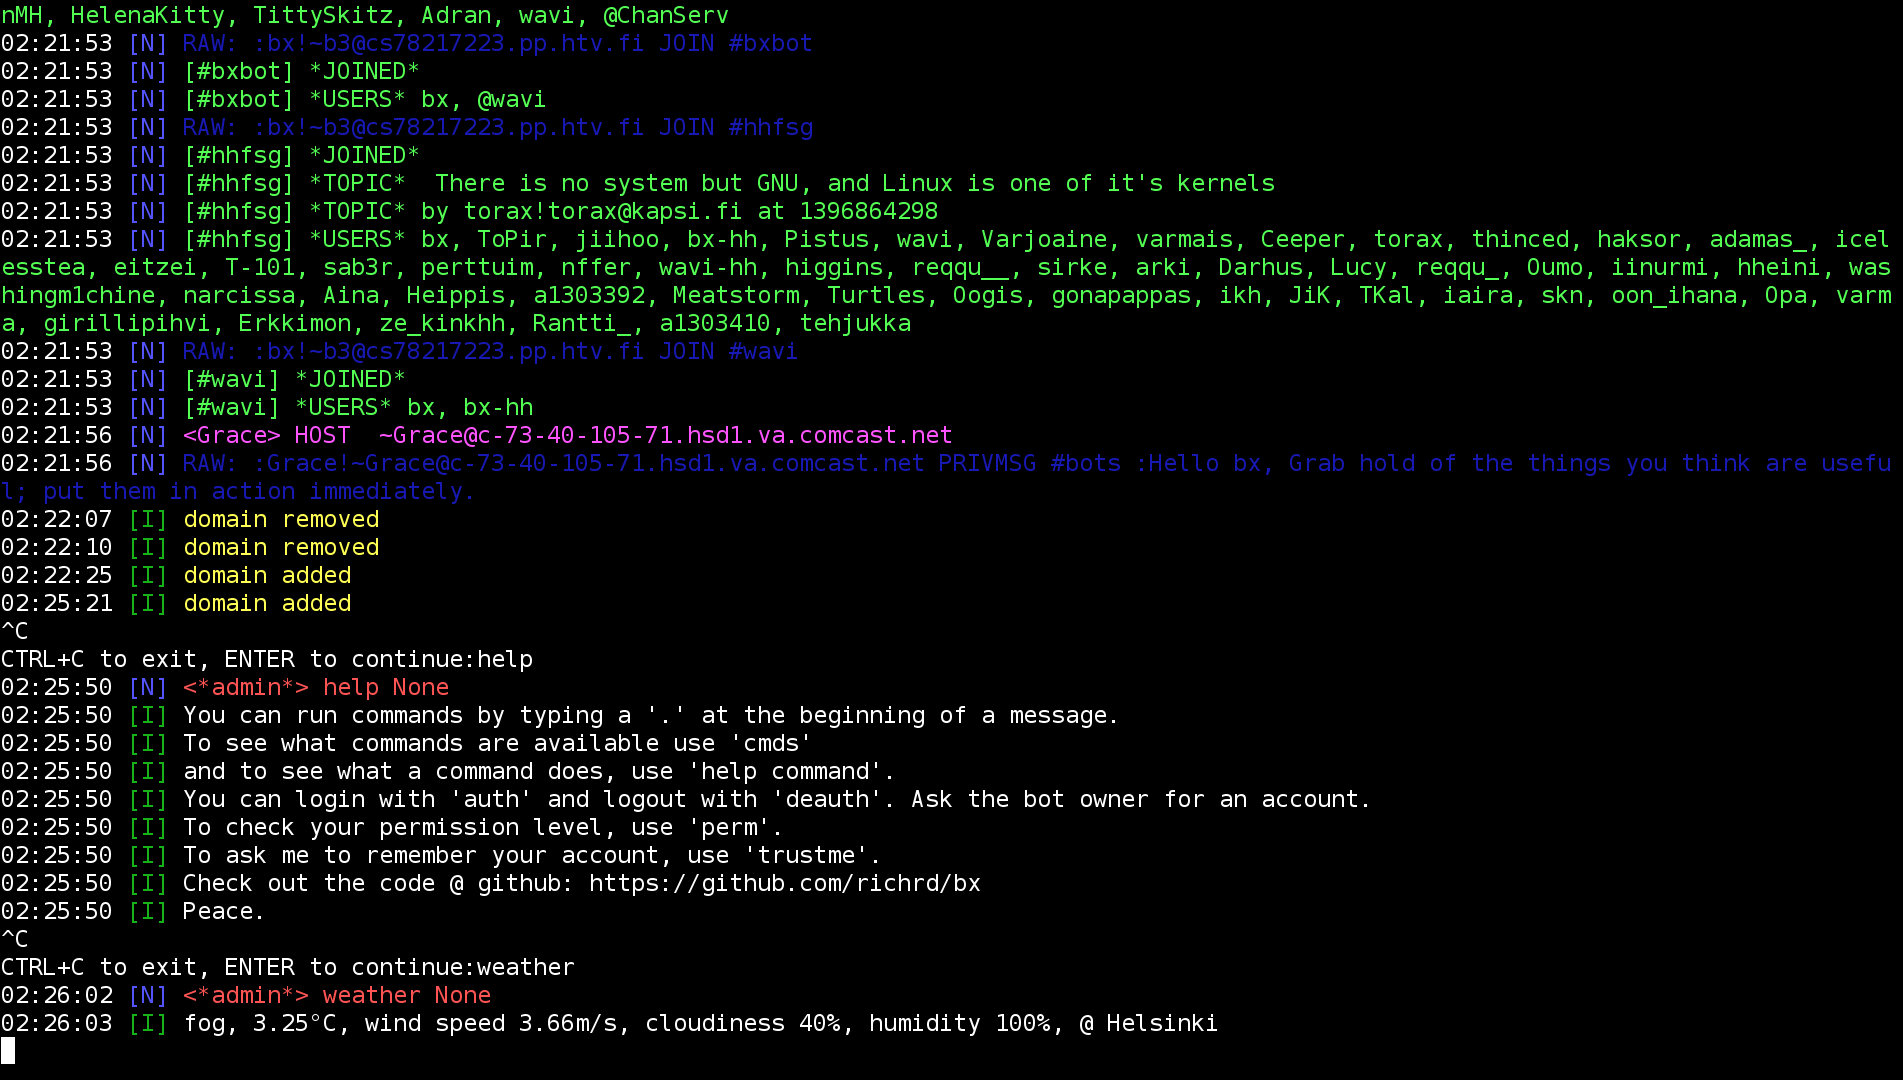 nMH, HelenaKitty, TittySkitz, Adran, wavi, @ChanServ
02:21:53 [N] RAW: :bx!~b3@cs78217223.pp.htv.fi JOIN #bxbot
02:21:53 [N] [#bxbot] *JOINED*
02:21:53 [N] [#bxbot] *USERS* bx, @wavi
02:21:53 [N] RAW: :bx!~b3@cs78217223.pp.htv.fi JOIN #hhfsg
02:21:53 [N] [#hhfsg] *JOINED*
02:21:53 [N] [#hhfsg] *TOPIC*  There is no system but GNU, and Linux is one of it's kernels
02:21:53 [N] [#hhfsg] *TOPIC* by torax!torax@kapsi.fi at 1396864298
02:21:53 [N] [#hhfsg] *USERS* bx, ToPir, jiihoo, bx-hh, Pistus, wavi, Varjoaine, varmais, Ceeper, torax, thinced, haksor, adamas_, icel
esstea, eitzei, T-101, sab3r, perttuim, nffer, wavi-hh, higgins, reqqu__, sirke, arki, Darhus, Lucy, reqqu_, Oumo, iinurmi, hheini, was
hingm1chine, narcissa, Aina, Heippis, a1303392, Meatstorm, Turtles, Oogis, gonapappas, ikh, JiK, TKal, iaira, skn, oon_ihana, Opa, varm
a, girillipihvi, Erkkimon, ze_kinkhh, Rantti_, a1303410, tehjukka
02:21:53 [N] RAW: :bx!~b3@cs78217223.pp.htv.fi JOIN #wavi
02:21:53 [N] [#wavi] *JOINED*
02:21:53 [N] [#wavi] *USERS* bx, bx-hh
02:21:56 [N] <Grace> HOST  ~Grace@c-73-40-105-71.hsd1.va.comcast.net
02:21:56 [N] RAW: :Grace!~Grace@c-73-40-105-71.hsd1.va.comcast.net PRIVMSG #bots :Hello bx, Grab hold of the things you think are usefu
l; put them in action immediately.
02:22:07 [I] domain removed
02:22:10 [I] domain removed
02:22:25 [I] domain added
02:25:21 [I] domain added
^C
CTRL+C to exit, ENTER to continue:help
02:25:50 [N] <*admin*> help None
02:25:50 [I] You can run commands by typing a '.' at the beginning of a message.
02:25:50 [I] To see what commands are available use 'cmds'
02:25:50 [I] and to see what a command does, use 'help command'.
02:25:50 [I] You can login with 'auth' and logout with 'deauth'. Ask the bot owner for an account.
02:25:50 [I] To check your permission level, use 'perm'.
02:25:50 [I] To ask me to remember your account, use 'trustme'.
02:25:50 [I] Check out the code @ github: https://github.com/richrd/bx
02:25:50 [I] Peace.
^C
CTRL+C to exit, ENTER to continue:weather
02:26:02 [N] <*admin*> weather None
02:26:03 [I] fog, 3.25°C, wind speed 3.66m/s, cloudiness 40%, humidity 100%, @ Helsinki